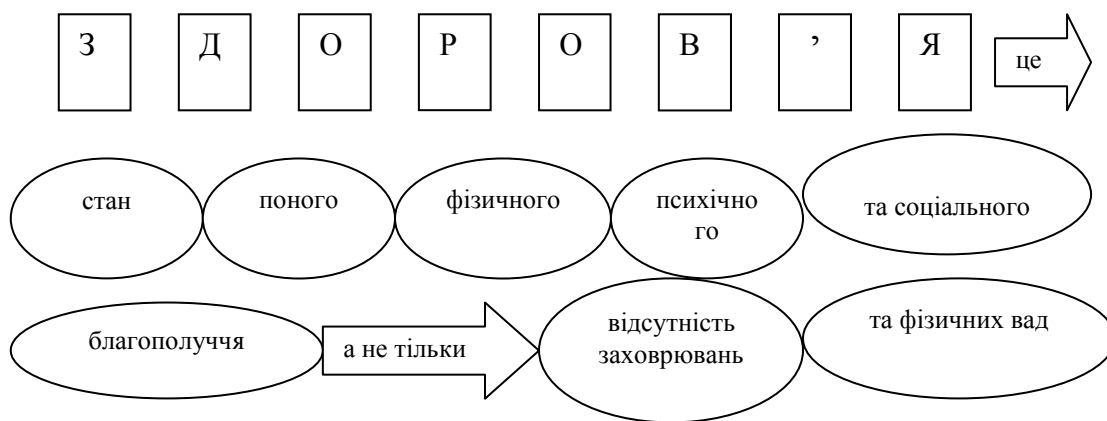 З Д О Р О В ’ Я це
стан поного фізичного психічно
го
та соціального
благополуччя а не тільки відсутність
заховрювань
та фізичних вад